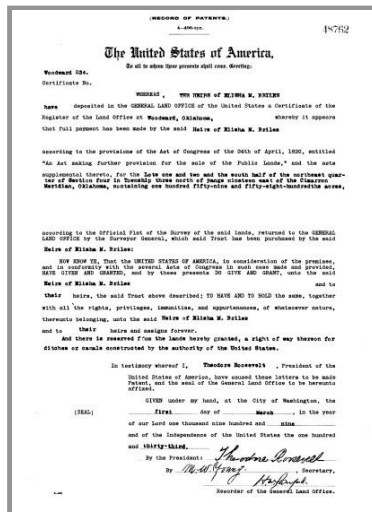 (RECORD OF PATENTS.)
48762
4-406-rys.
The United States of America,
To all to whom these presents shall come, Greeting:
Woodward 034.
Certificate No.
WHEREAS, THE HEIRS OF ELISHA M. BRILES
have deposited in the GENERAL LAND OFFICE of the United States a Certificate of the
Register of the Land Office at Woodward, Oklahoma, whereby it appears
that full payment has been made by the said Heirs of Elisha M. Briles
according to the provisions of the Act of Congress of the 24th of April, 1820, entitled
"An Act making further provision for the sale of the Public Lands," and the acts
supplemental thereto, for the Lots one and two and the south half of the northeast quar-
ter of Section four in Township three north of Range nineteen east of the Cimarron
Meridian, Oklahoma, containing one hundred fifty-nine and fifty-eight-hundredths acres,
according to the Official Plat of the Survey of the said lands, returned to the GENERAL
LAND OFFICE by the Surveyor General, which said Tract has been purchased by the said
Heirs of Elisha M. Briles:
NOW KNOW YE, That the UNITED STATES OF AMERICA, in consideration of the premises,
and in conformity with the several Acts of Congress in such case made and provided,
HAVE GIVEN AND GRANTED, and by these presents DO GIVE AND GRANT, unto the said
Heirs of Elisha M. Briles and to
their heirs, the said Tract above described; TO HAVE AND TO HOLD the same, together
with all the rights, privileges, immunities, and appurtenances, of whatsoever nature,
thereunto belonging, unto the said Heirs of Elisha M. Briles
and to their heirs and assigns forever.
And there is reserved from the lands hereby granted, a right of way thereon for
ditches or canals constructed by the authority of the United States.
In testimony whereof I, Theodore Roosevelt, President of the
United States of America, have caused these letters to be made
Patent, and the seal of the General Land Office to be hereunto
affixed.
GIVEN under my hand, at the City of Washington, the
(SEAL) first day of March, in the year
of our Lord one thousand nine hundred and nine
and of the Independence of the United States the one hundred
and thirty-third.
By the President: Theodore Roosevelt
By M. W. Young, Secretary,
Recorder of the General Land Office.